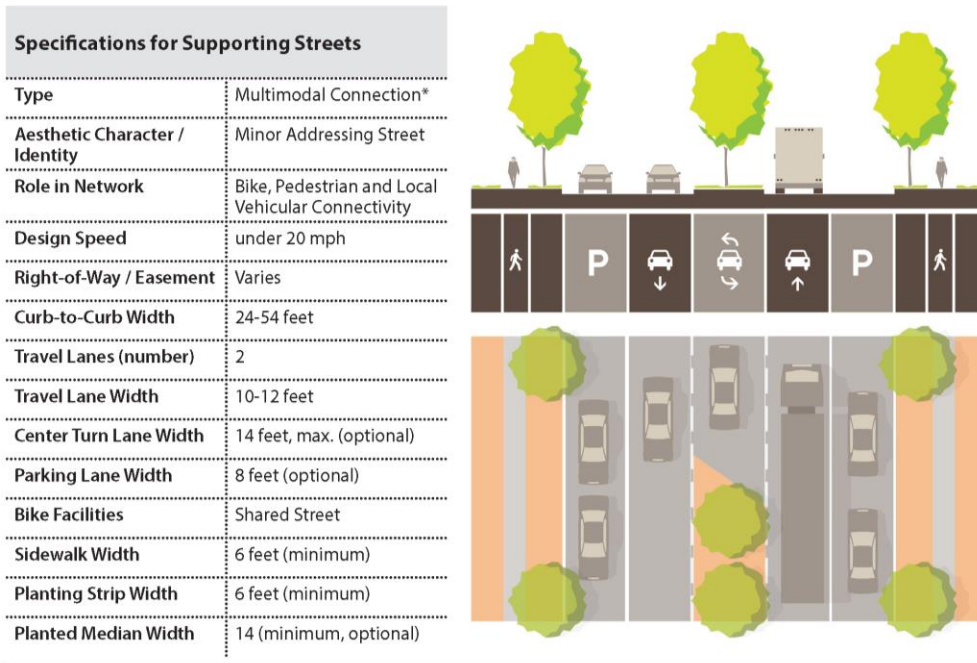 Specifications for Supporting Streets
Type Multimodal Connection*
Aesthetic Character / Minor Addressing Street
Identity
Role in Network Bike, Pedestrian and Local
Vehicular Connectivity
Design Speed under 20 mph
Right-of-Way / Easement Varies
Curb-to-Curb Width 24-54 feet
Travel Lanes (number) 2
Travel Lane Width 10-12 feet
Center Turn Lane Width 14 feet, max. (optional)
Parking Lane Width 8 feet (optional)
Bike Facilities Shared Street
Sidewalk Width 6 feet (minimum)
Planting Strip Width 6 feet (minimum)
Planted Median Width 14 (minimum, optional)
P P